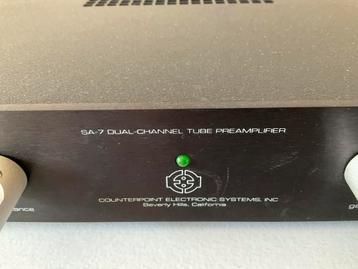 SA-7 DUAL-CHANNEL TUBE PREAMPLIFIER
COUNTERPOINT ELECTRONIC SYSTEMS, INC
Beverly Hills, California